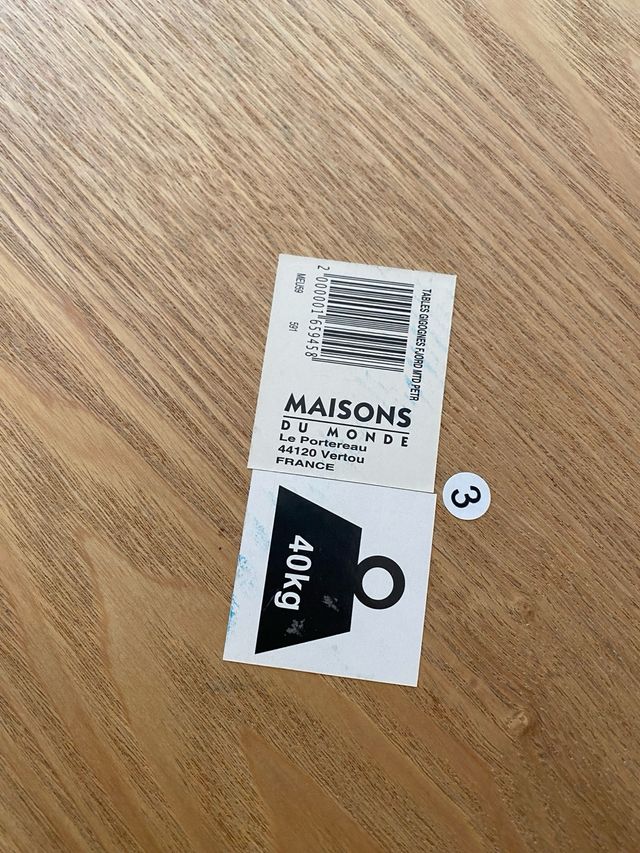 TABLES GIGOGNES FJORD MTD PETR
2 000001 659458
MEU59 591
MAISONS
DU MONDE
Le Portereau
44120 Vertou
FRANCE
3
40kg